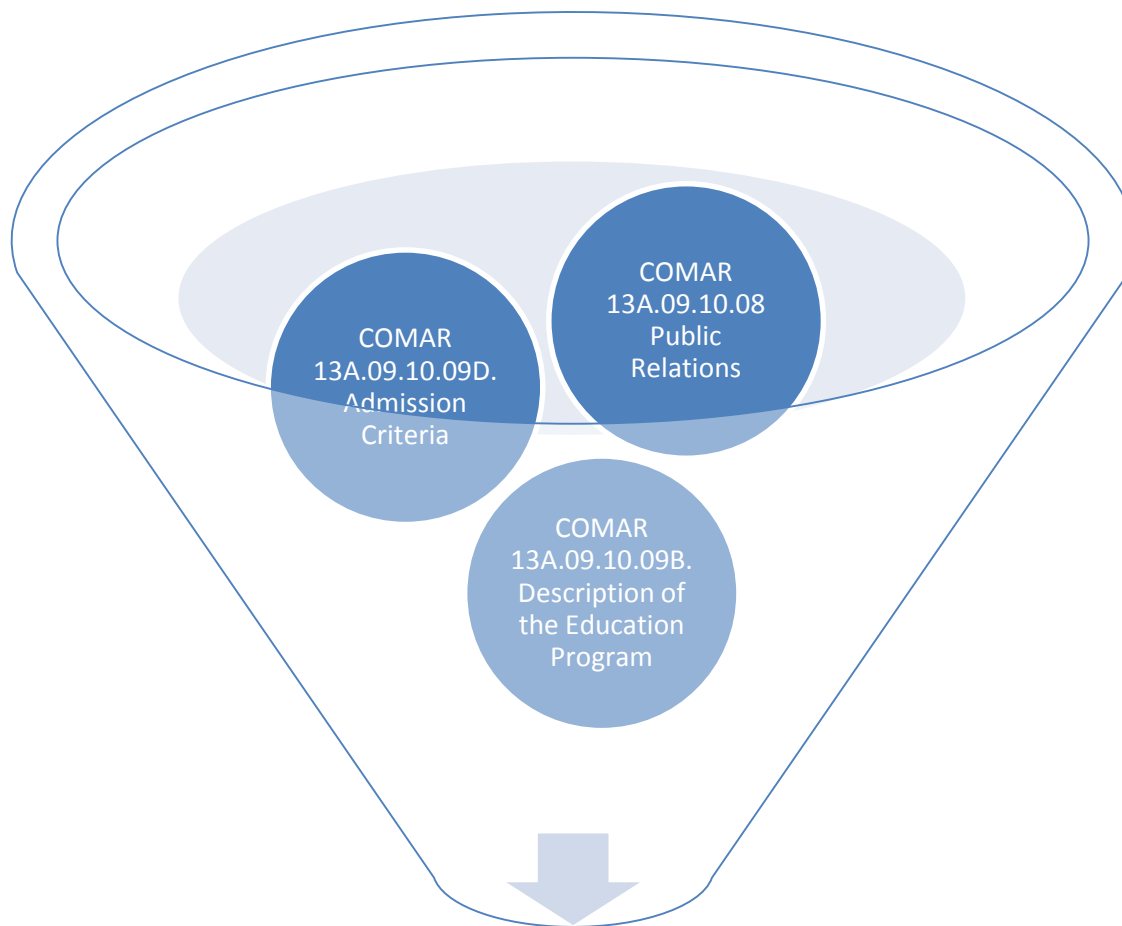 COMAR
13A.09.10.08
Public
Relations
COMAR
13A.09.10.09D.
Admission
Criteria
COMAR
13A.09.10.09B.
Description of
the Education
Program